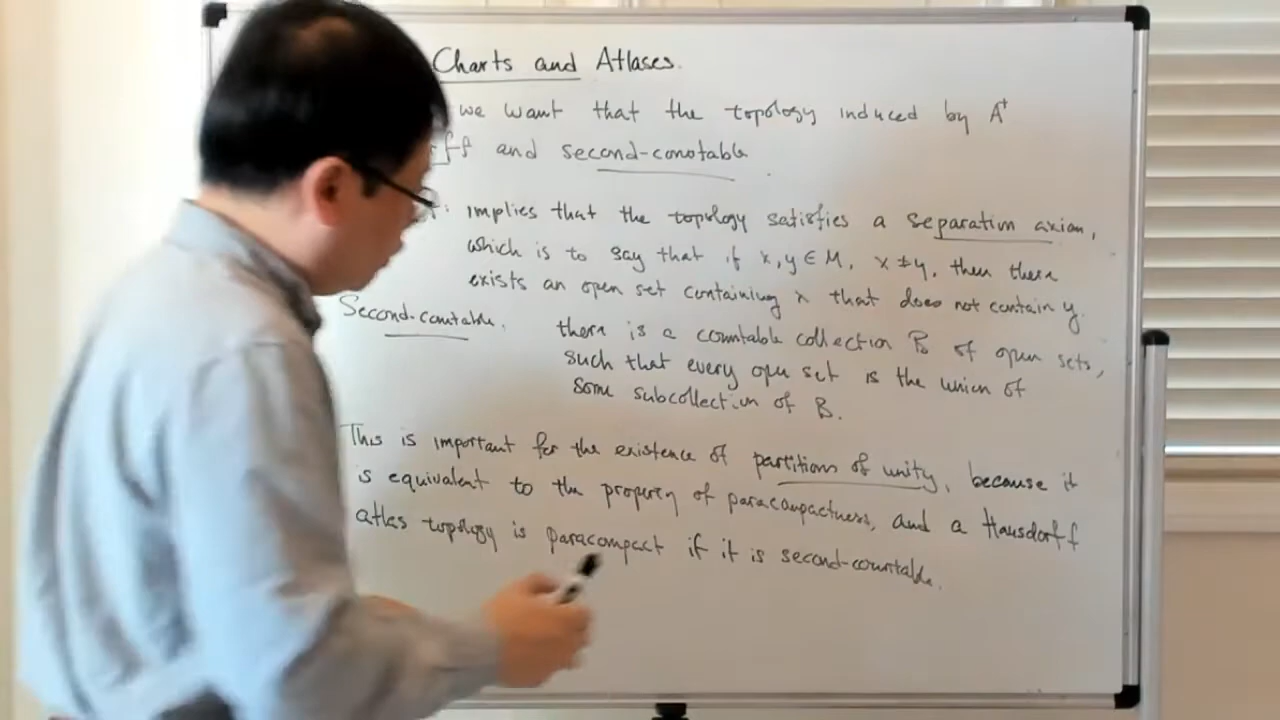 Charts and Atlases.
we want that the topology induced by A⁺
ff and second-countable
implies that the topology satisfies a separation axiom,
which is to say that if x, y ∈ M, x ≠ y, then there
exists an open set containing x that does not contain y.
Second-countable. there is a countable collection B of open sets,
such that every open set is the union of
some subcollection of B.
This is important for the existence of partitions of unity, because it
is equivalent to the property of paracompactness, and a Hausdorff
atlas topology is paracompact if it is second-countable.